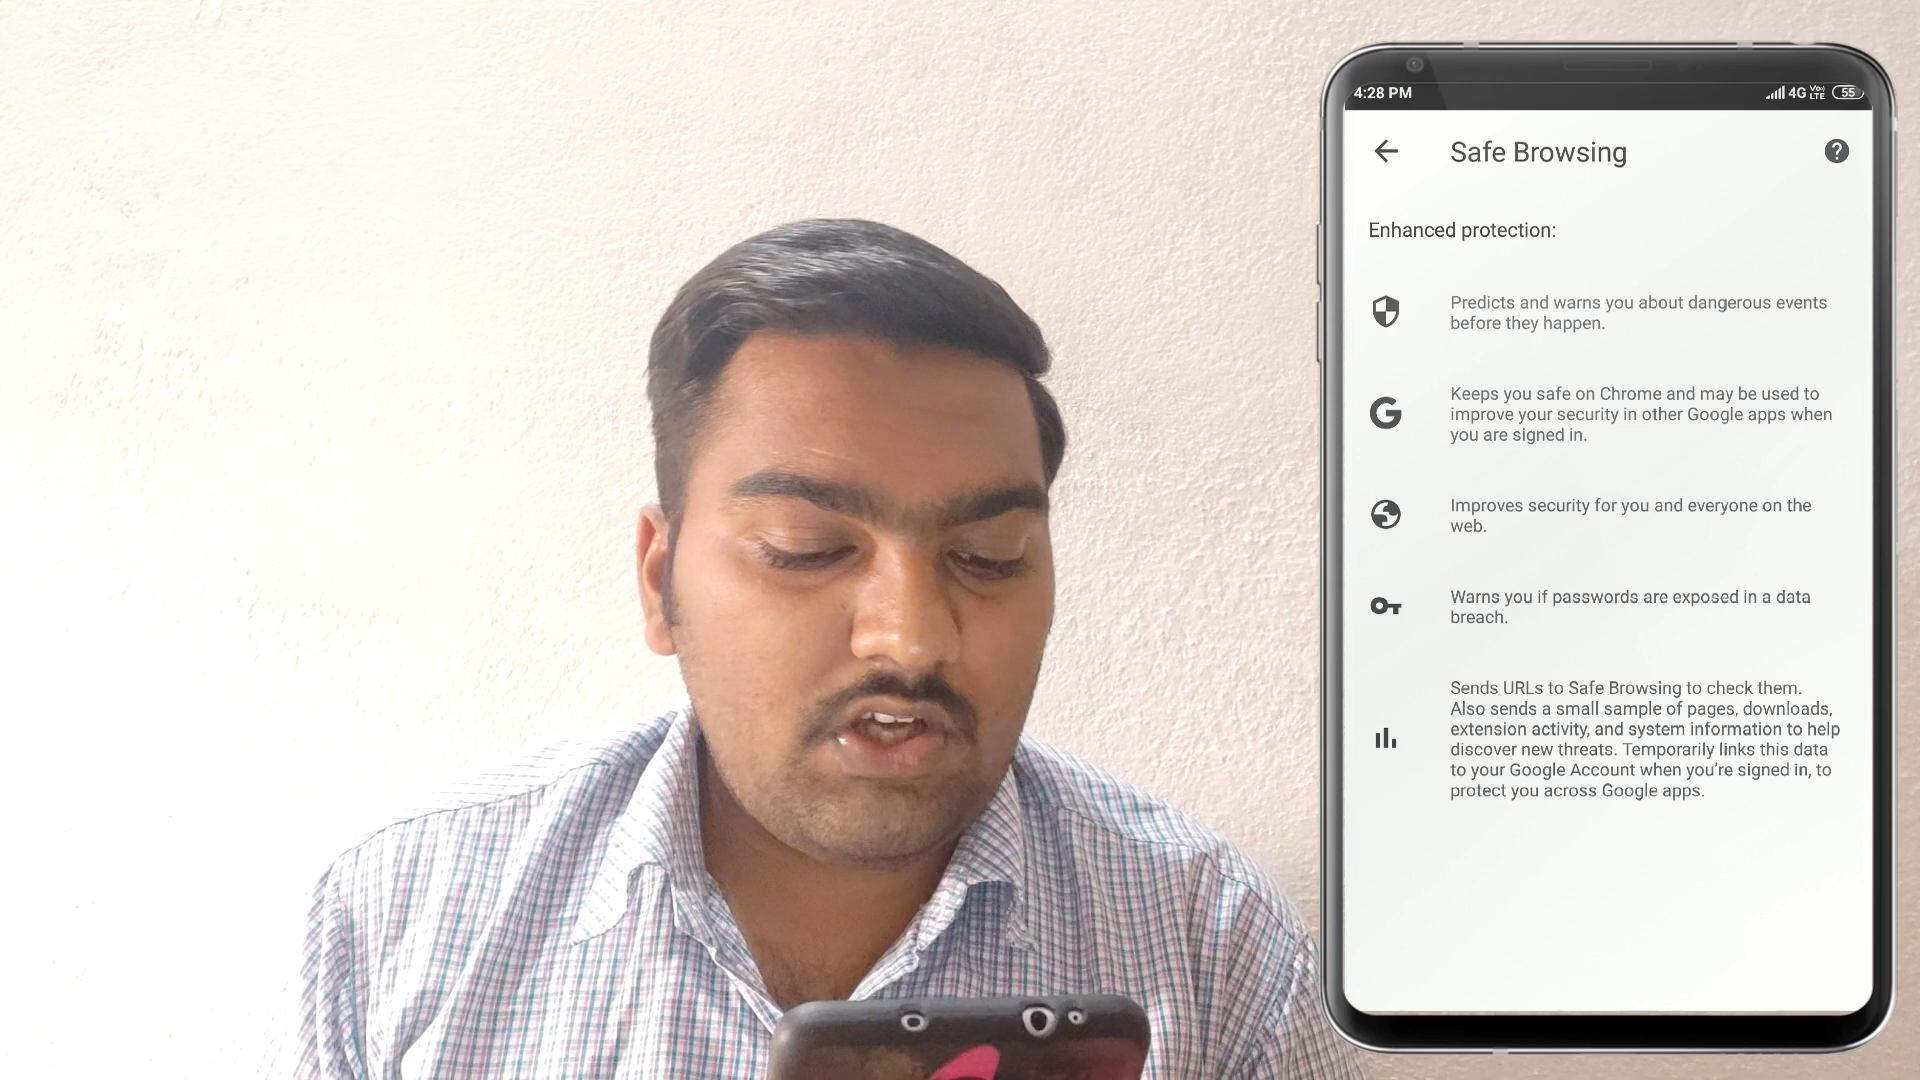 4:28 PM
4G Vo) LTE 55
Safe Browsing
Enhanced protection:
Predicts and warns you about dangerous events
before they happen.
Keeps you safe on Chrome and may be used to
improve your security in other Google apps when
you are signed in.
Improves security for you and everyone on the
web.
Warns you if passwords are exposed in a data
breach.
Sends URLs to Safe Browsing to check them.
Also sends a small sample of pages, downloads,
extension activity, and system information to help
discover new threats. Temporarily links this data
to your Google Account when you’re signed in, to
protect you across Google apps.